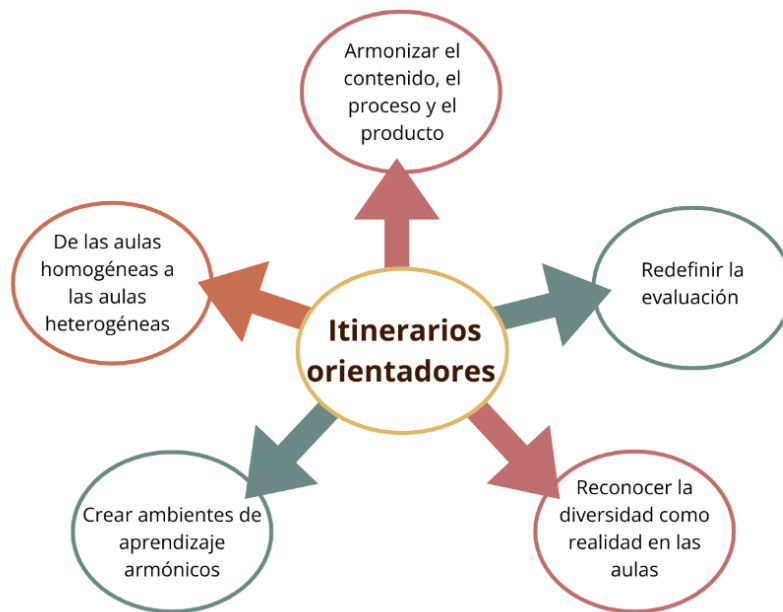 Armonizar el
contenido, el
proceso y el
producto
De las aulas
homogéneas a
las aulas
heterogéneas
Redefinir la
evaluación
Itinerarios
orientadores
Crear ambientes de
aprendizaje
armónicos
Reconocer la
diversidad como
realidad en las
aulas